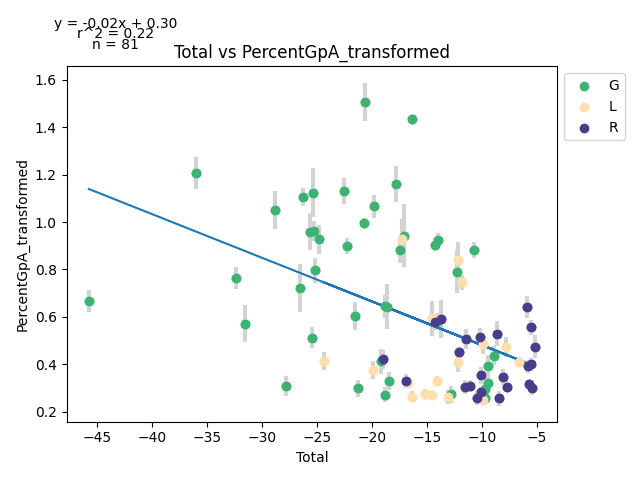 y = -0.02x + 0.30
r^2 = 0.22
n = 81
Total vs PercentGpA_transformed
G
L
R
PercentGpA_transformed
1.6
1.4
1.2
1.0
0.8
0.6
0.4
0.2
−45 −40 −35 −30 −25 −20 −15 −10 −5
Total